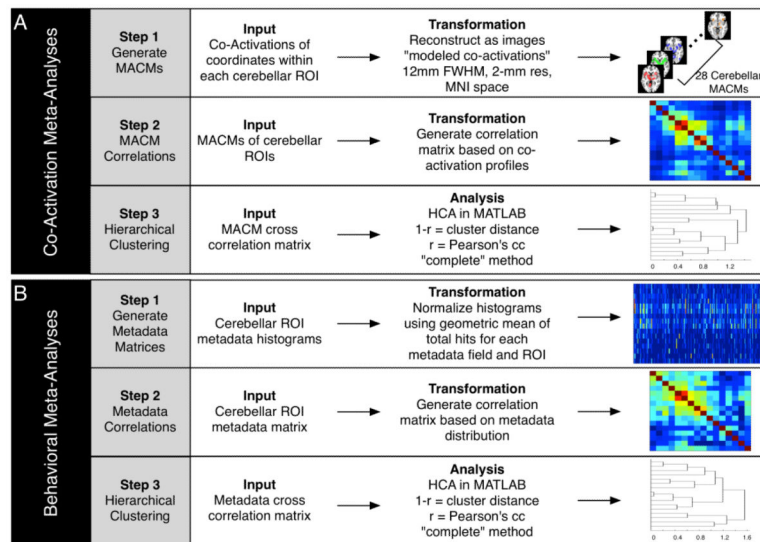 A
Co-Activation Meta-Analyses
Step 1
Generate
MACMs
Input
Co-Activations of
coordinates within
each cerebellar ROI
Transformation
Reconstruct as images
"modeled co-activations"
12mm FWHM, 2-mm res,
MNI space
28 Cerebellar
MACMs
Step 2
MACM
Correlations
Input
MACMs of cerebellar
ROIs
Transformation
Generate correlation
matrix based on co-
activation profiles
Step 3
Hierarchical
Clustering
Input
MACM cross
correlation matrix
Analysis
HCA in MATLAB
1-r = cluster distance
r = Pearson's cc
"complete" method
0 0.4 0.8 1.2
B
Behavioral Meta-Analyses
Step 1
Generate
Metadata
Matrices
Input
Cerebellar ROI
metadata histograms
Transformation
Normalize histograms
using geometric mean of
total hits for each
metadata field and ROI
Step 2
Metadata
Correlations
Input
Cerebellar ROI
metadata matrix
Transformation
Generate correlation
matrix based on metadata
distribution
Step 3
Hierarchical
Clustering
Input
Metadata cross
correlation matrix
Analysis
HCA in MATLAB
1-r = cluster distance
r = Pearson's cc
"complete" method
0 0.4 0.8 1.2 1.6